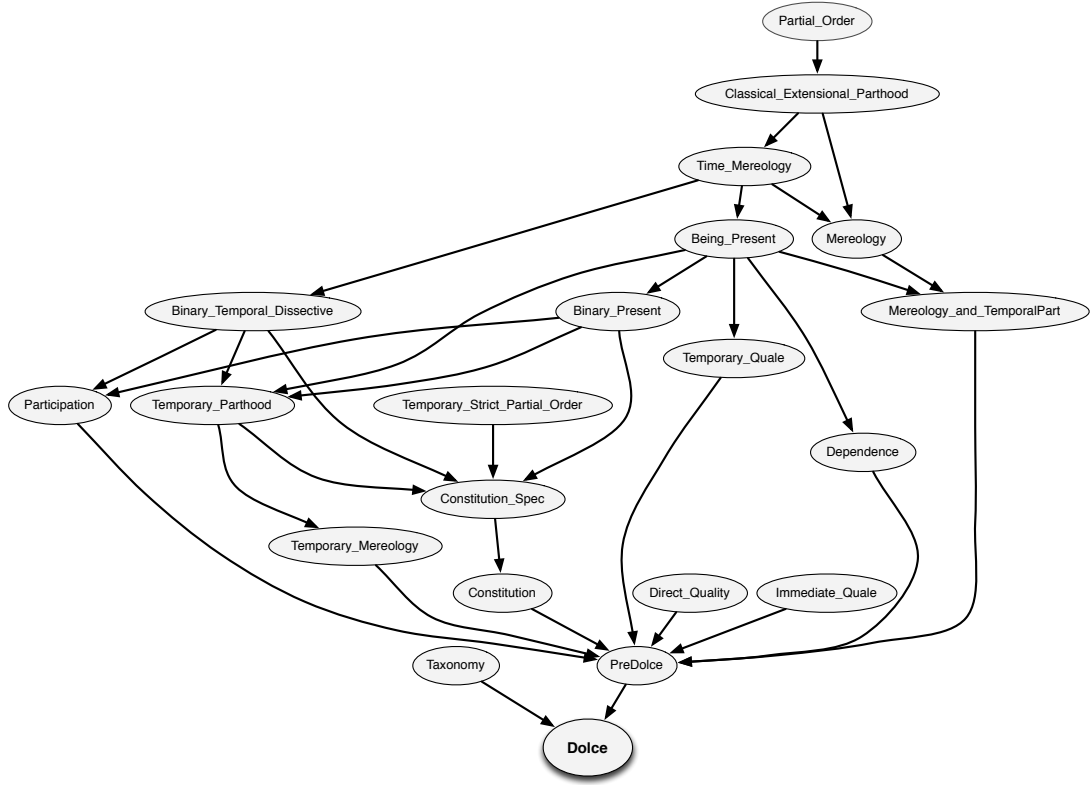 Partial_Order
Classical_Extensional_Parthood
Time_Mereology
Being_Present
Mereology
Binary_Temporal_Dissective
Binary_Present
Mereology_and_TemporalPart
Temporary_Quale
Participation
Temporary_Parthood
Temporary_Strict_Partial_Order
Dependence
Constitution_Spec
Temporary_Mereology
Constitution
Direct_Quality
Immediate_Quale
Taxonomy
PreDolce
Dolce